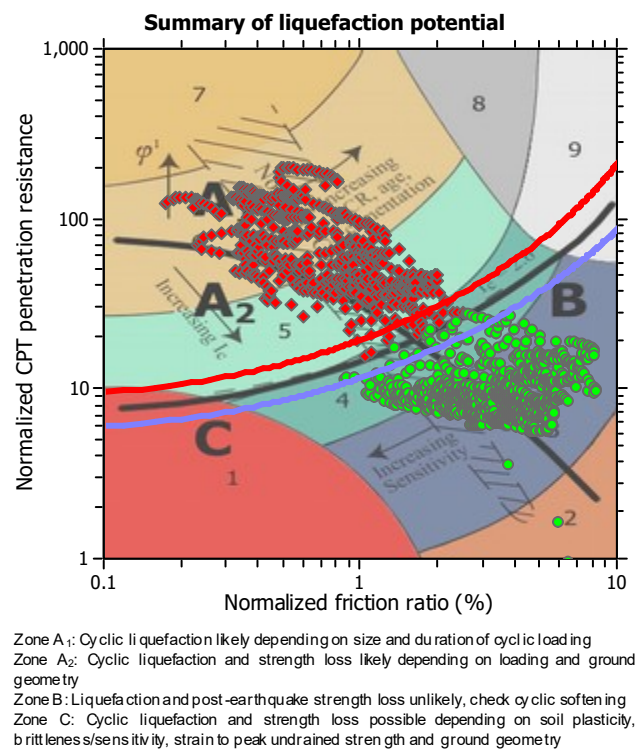 Summary of liquefaction potential
1,000
100
10
1
0.1
1
10
Normalized CPT penetration resistance
Normalized friction ratio (%)
7
8
9
φ'
Increasing
R, age,
mentation
A
A2
Increasing Ic
5
B
4
C
1
Increasing
Sensitivity
2
Zone A1: Cyclic liquefaction likely depending on size and duration of cyclic loading
Zone A2: Cyclic liquefaction and strength loss likely depending on loading and ground
geometry
Zone B: Liquefaction and post-earthquake strength loss unlikely, check cyclic softening
Zone C: Cyclic liquefaction and strength loss possible depending on soil plasticity,
brittleness/sensitivity, strain to peak undrained strength and ground geometry